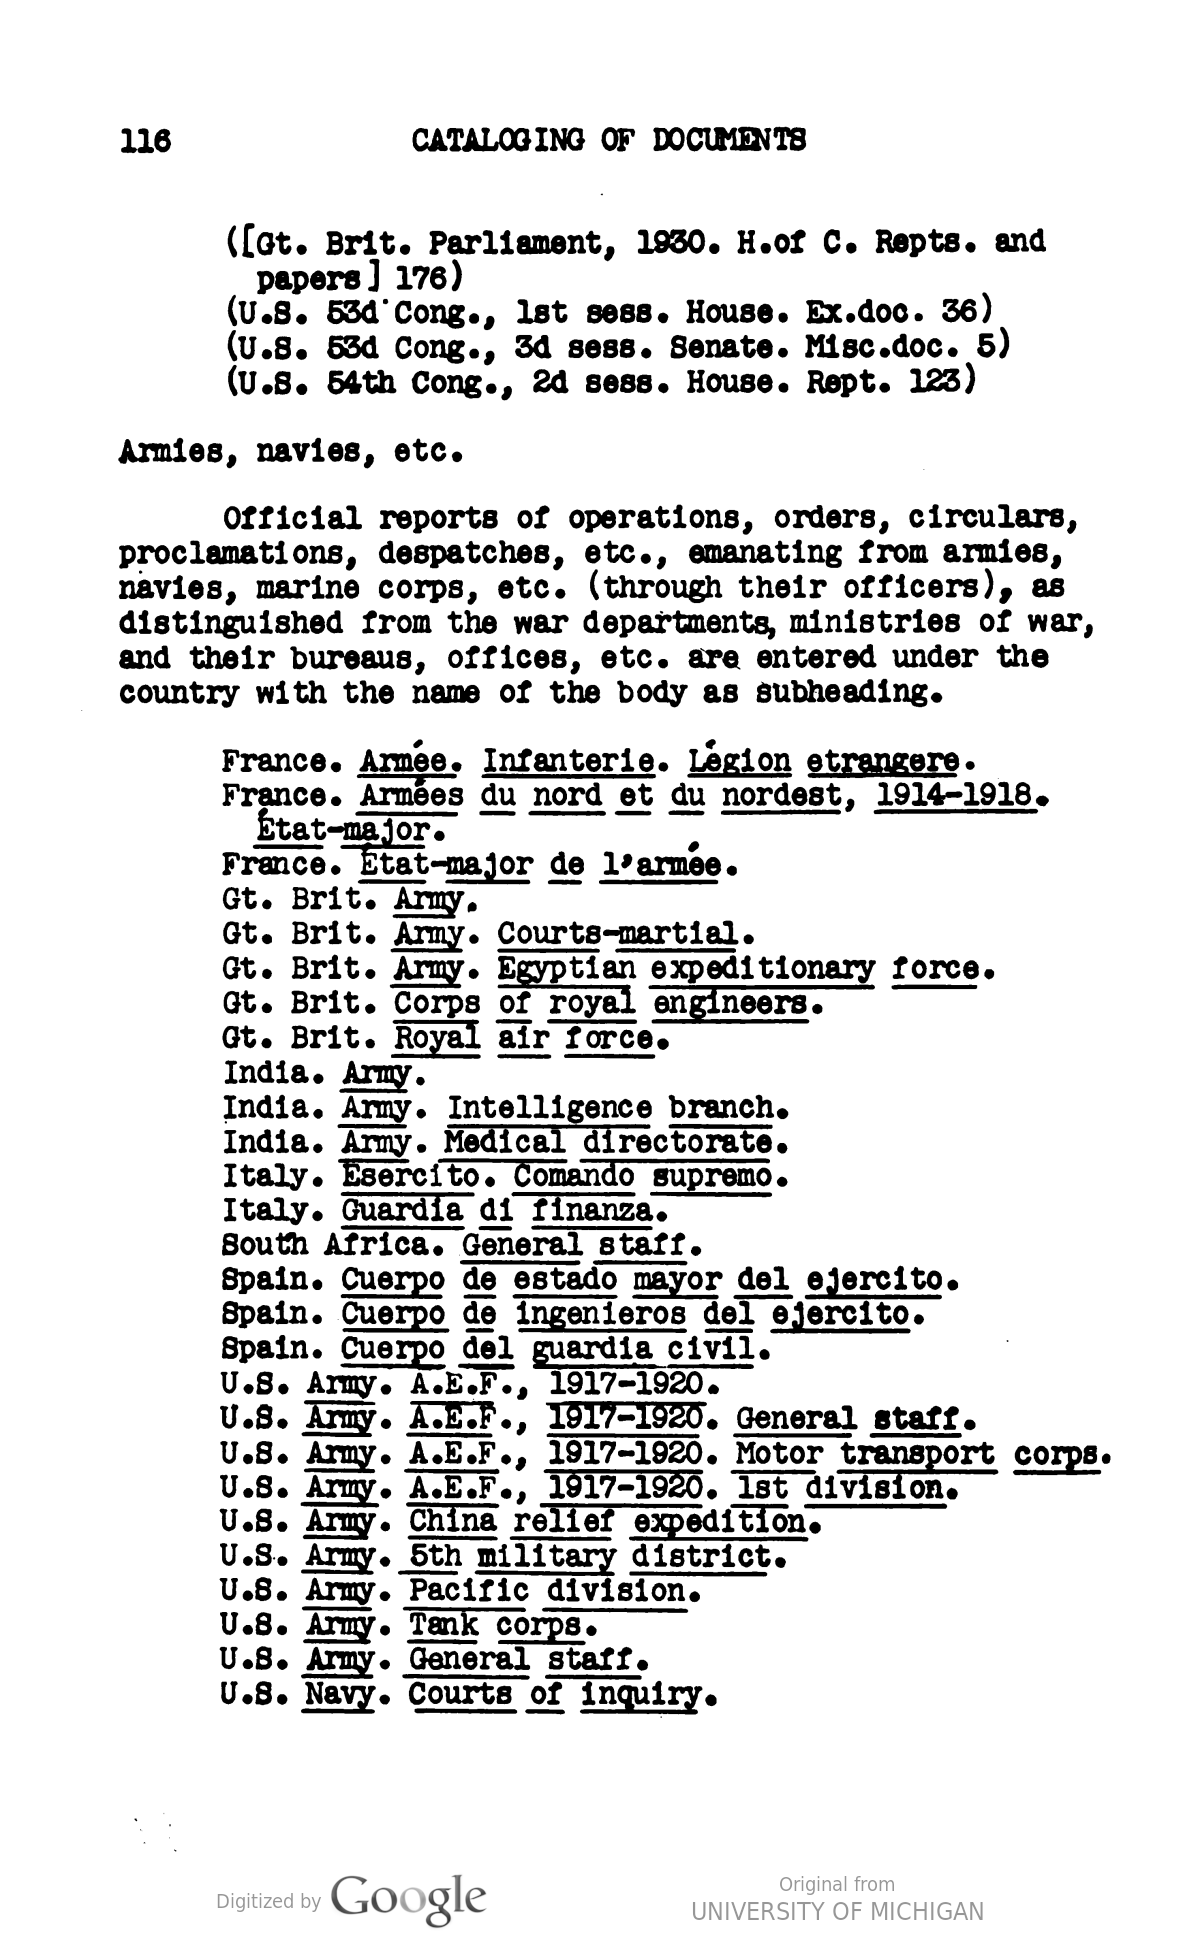 116 CATALOGING OF DOCUMENTS
([Gt. Brit. Parliament, 1930. H.of C. Repts. and
papers] 176)
(U.S. 53d Cong., 1st sess. House. Ex.doc. 36)
(U.S. 53d Cong., 3d sess. Senate. Misc.doc. 5)
(U.S. 54th Cong., 2d sess. House. Rept. 123)
Armies, navies, etc.
Official reports of operations, orders, circulars,
proclamations, despatches, etc., emanating from armies,
navies, marine corps, etc. (through their officers), as
distinguished from the war departments, ministries of war,
and their bureaus, offices, etc. are entered under the
country with the name of the body as subheading.
France. Armée. Infanterie. Légion etrangere.
France. Armées du nord et du nordest, 1914-1918.
État-major.
France. État-major de l'armée.
Gt. Brit. Army.
Gt. Brit. Army. Courts-martial.
Gt. Brit. Army. Egyptian expeditionary force.
Gt. Brit. Corps of royal engineers.
Gt. Brit. Royal air force.
India. Army.
India. Army. Intelligence branch.
India. Army. Medical directorate.
Italy. Esercito. Comando supremo.
Italy. Guardia di finanza.
South Africa. General staff.
Spain. Cuerpo de estado mayor del ejercito.
Spain. Cuerpo de ingenieros del ejercito.
Spain. Cuerpo del guardia civil.
U.S. Army. A.E.F., 1917-1920.
U.S. Army. A.E.F., 1917-1920. General staff.
U.S. Army. A.E.F., 1917-1920. Motor transport corps.
U.S. Army. A.E.F., 1917-1920. 1st division.
U.S. Army. China relief expedition.
U.S. Army. 5th military district.
U.S. Army. Pacific division.
U.S. Army. Tank corps.
U.S. Army. General staff.
U.S. Navy. Courts of inquiry.
Digitized by Google
Original from
UNIVERSITY OF MICHIGAN